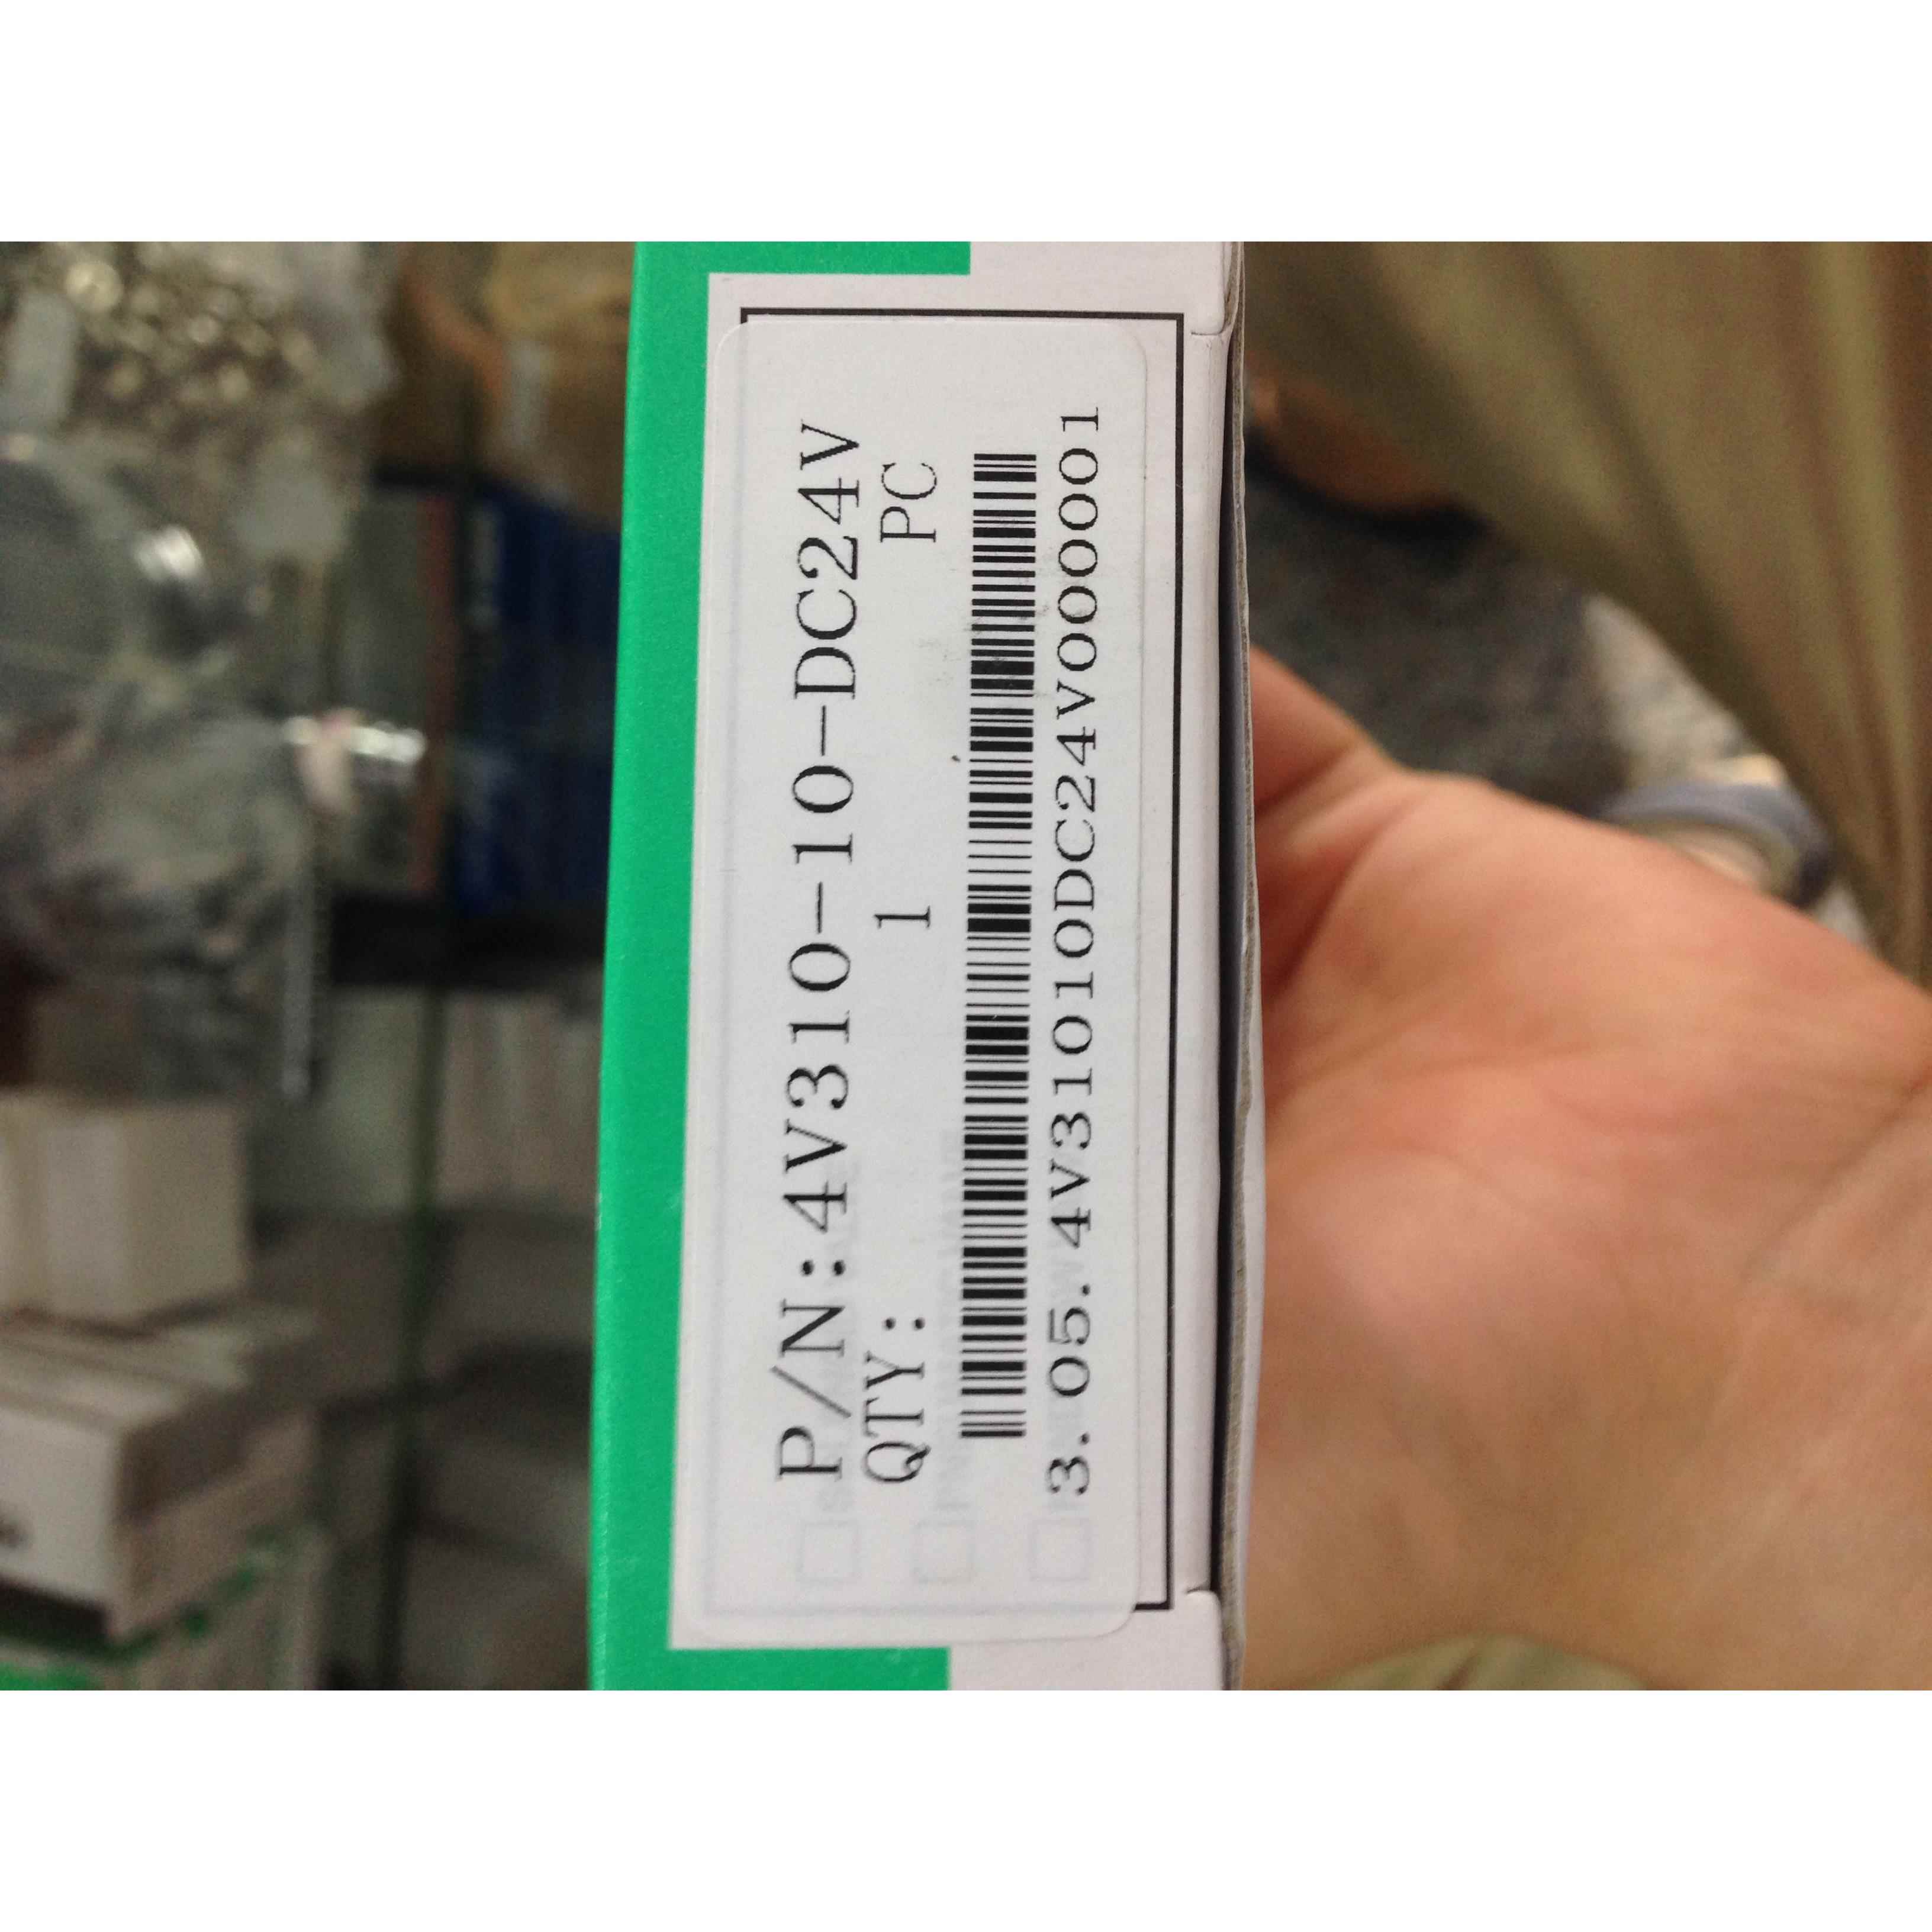 P/N:4V310-10-DC24V
QTY: 1 PC
3.05.4V31010DC24V000001